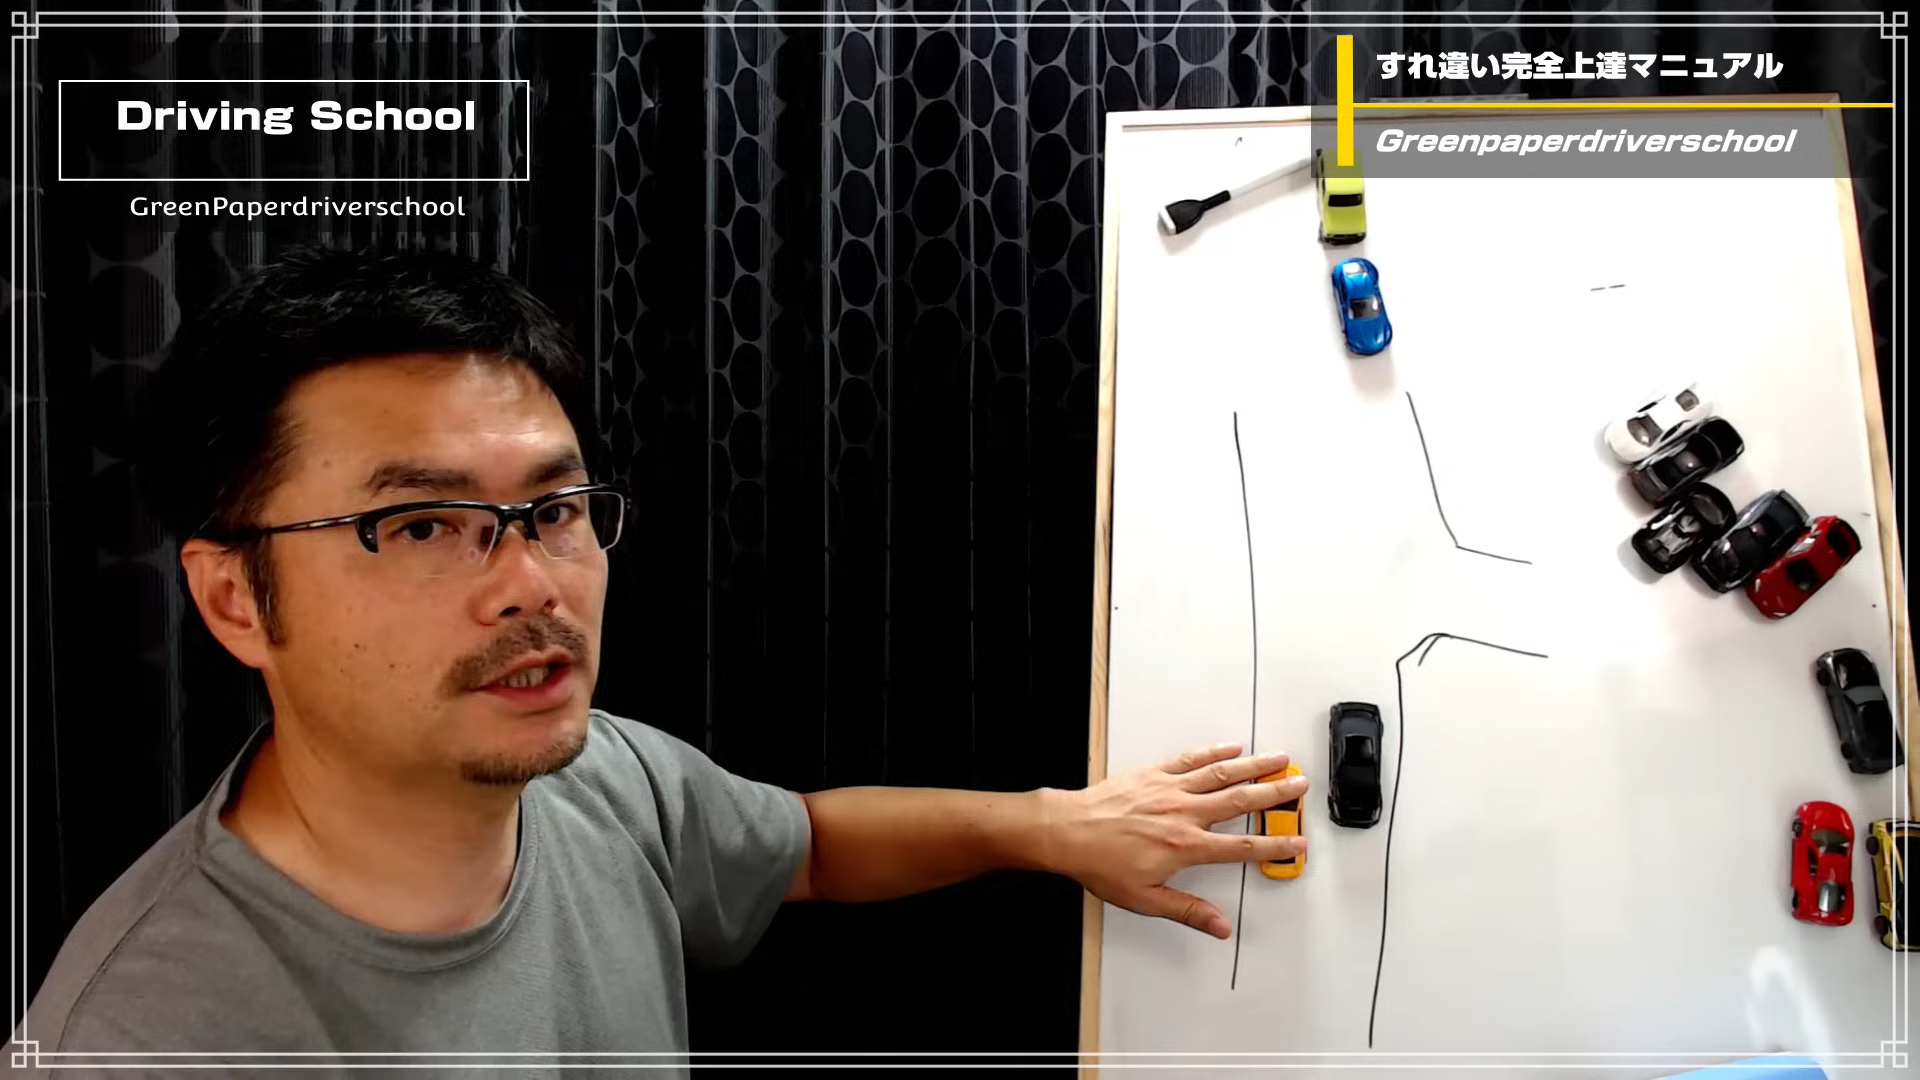 Driving School
GreenPaperdriverschool
すれ違い完全上達マニュアル
Greenpaperdriverschool